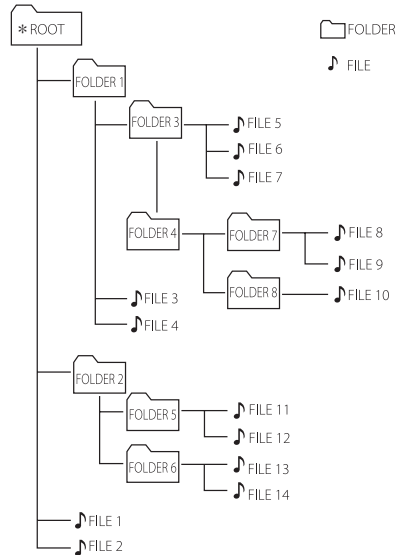 * ROOT
FOLDER
FILE
FOLDER 1
FOLDER 3
FILE 5
FILE 6
FILE 7
FOLDER 4
FOLDER 7
FILE 8
FILE 9
FOLDER 8
FILE 10
FILE 3
FILE 4
FOLDER 2
FOLDER 5
FILE 11
FILE 12
FOLDER 6
FILE 13
FILE 14
FILE 1
FILE 2